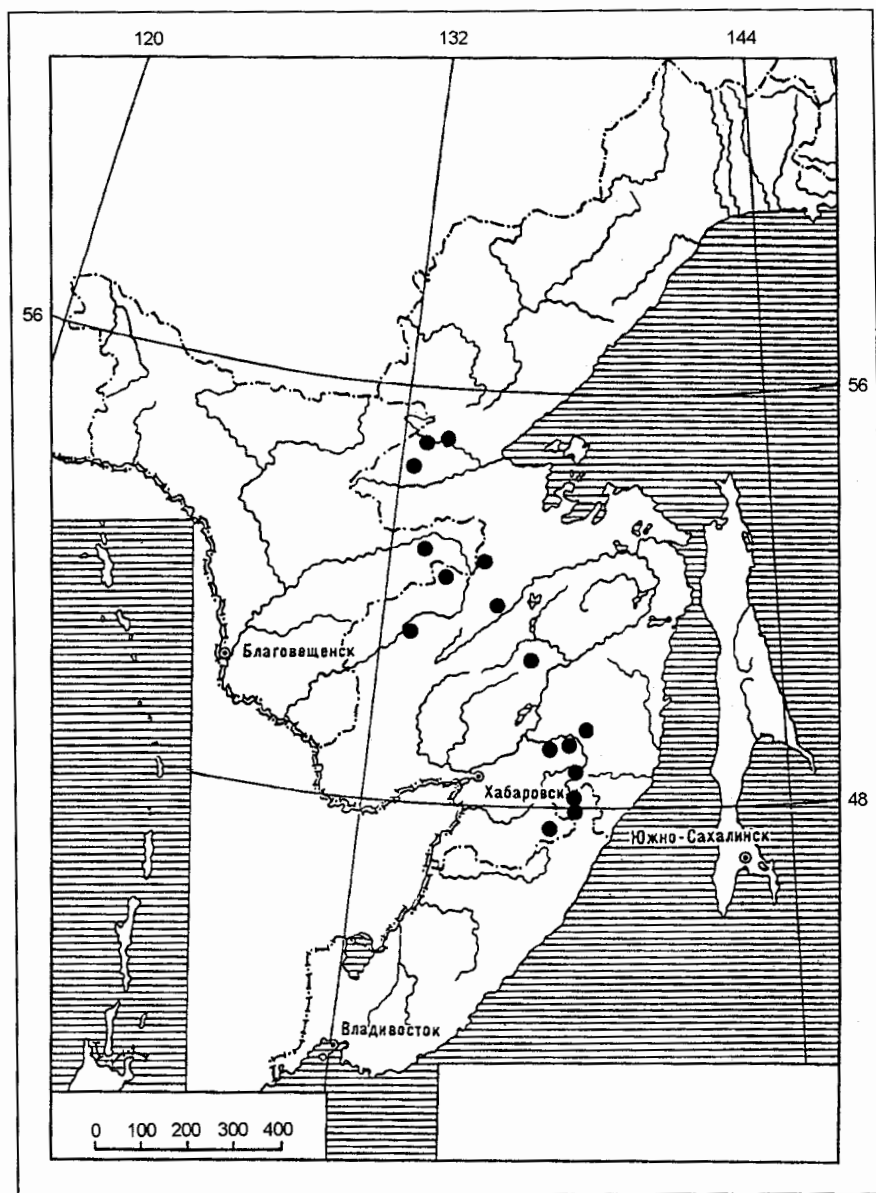 120 132 144
56
56
Благовещенск
Хабаровск
48
Южно-Сахалинск
Владивосток
0 100 200 300 400